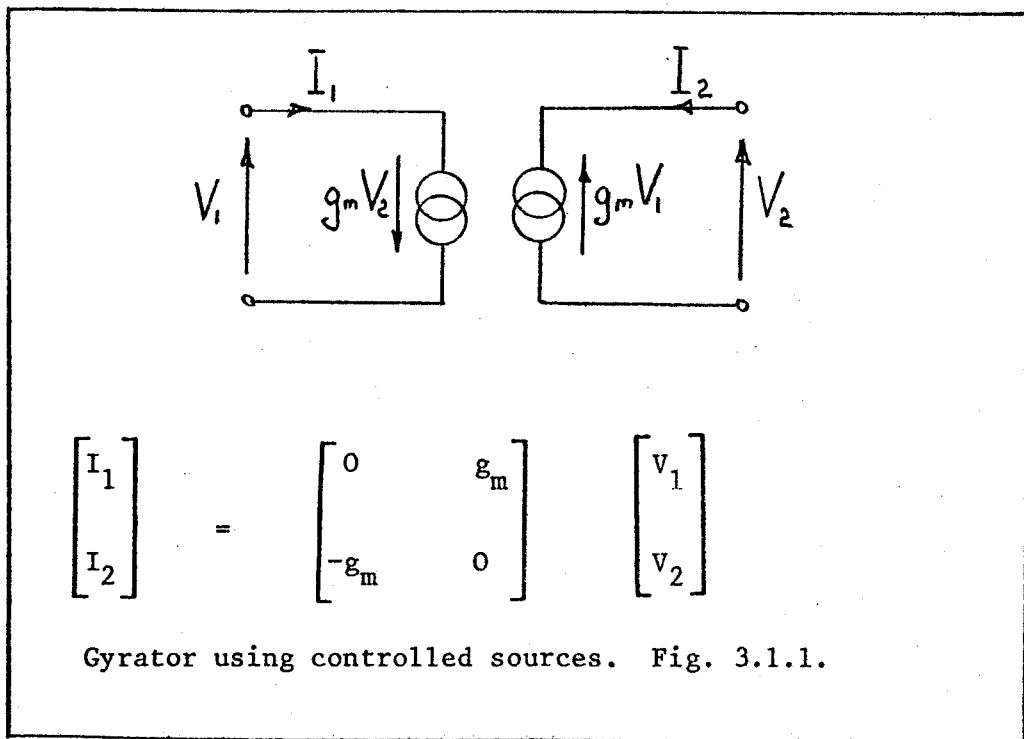 I₁ I₂
V₁ gₘV₂ gₘV₁ V₂
[I₁] [0 gₘ] [V₁]
=
[I₂] [-gₘ 0] [V₂]
Gyrator using controlled sources. Fig. 3.1.1.